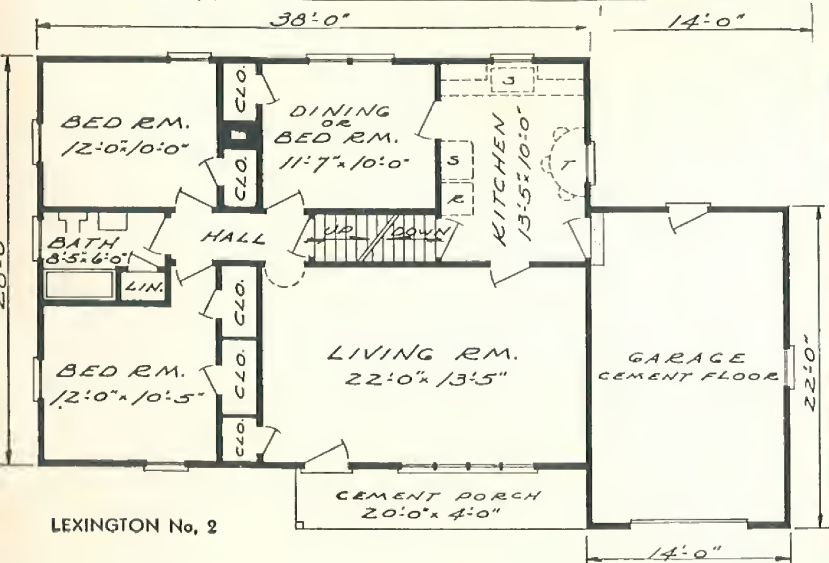 38'-0"
14'-0"
BED RM.
12'-0"x10'-0"
CLO.
CLO.
DINING
OR
BED RM.
11'-7"x10'-0"
S
S
R
KITCHEN
13'-5"x10'-0"
T
BATH
8'-5"x6'-0"
LIN.
HALL
UP
DOWN
BED RM.
12'-0"x10'-5"
CLO.
CLO.
CLO.
LIVING RM.
22'-0"x13'-5"
GARAGE
CEMENT FLOOR
22'-0"
CEMENT PORCH
20'-0"x4'-0"
LEXINGTON No. 2
14'-0"